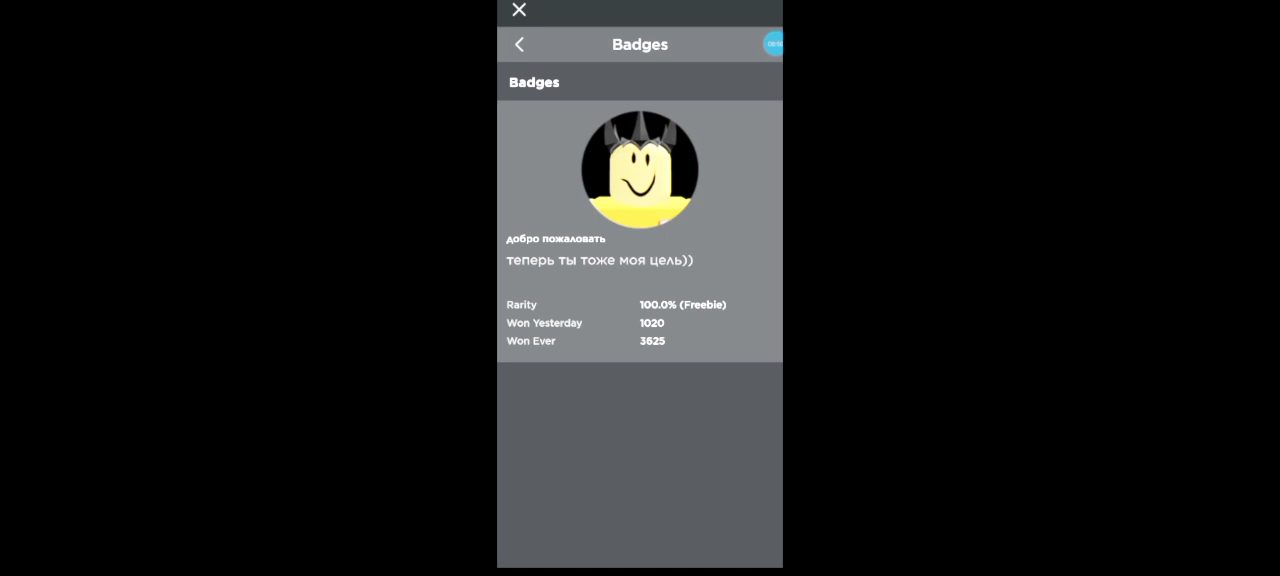 Badges
Badges
добро пожаловать
теперь ты тоже моя цель))
Rarity 100.0% (Freebie)
Won Yesterday 1020
Won Ever 3625